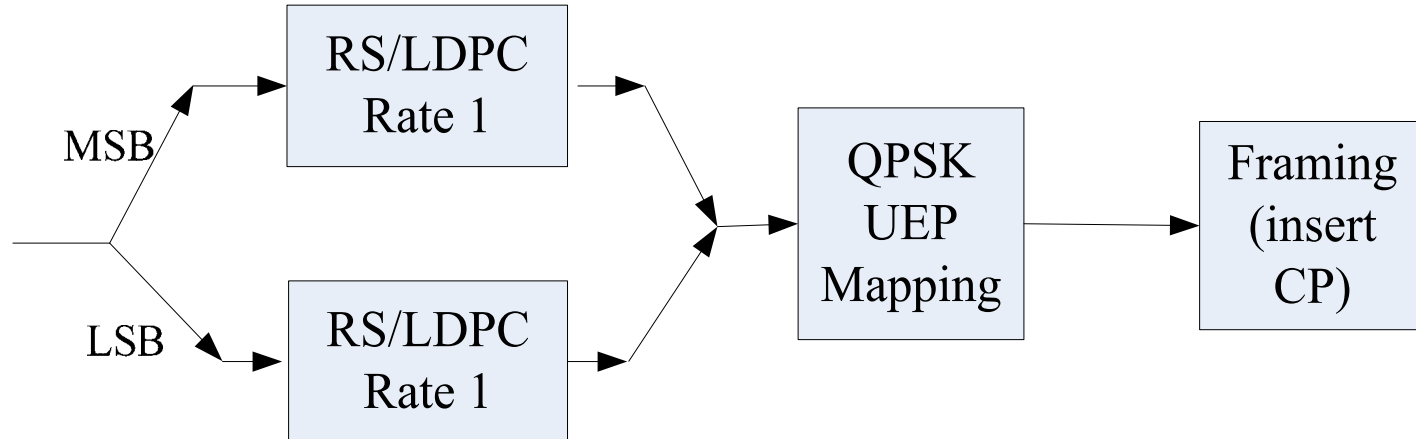 MSB
RS/LDPC
Rate 1
LSB
RS/LDPC
Rate 1
QPSK
UEP
Mapping
Framing
(insert
CP)